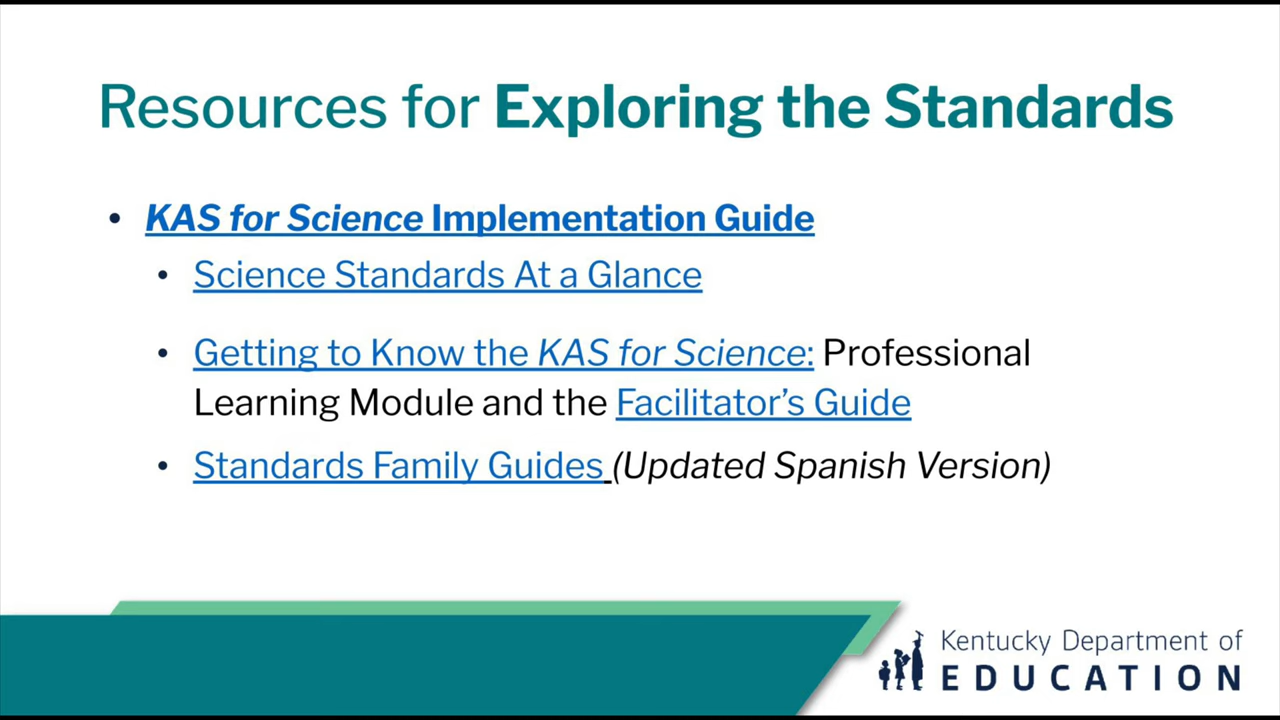 Resources for Exploring the Standards
• KAS for Science Implementation Guide
• Science Standards At a Glance
• Getting to Know the KAS for Science: Professional
Learning Module and the Facilitator’s Guide
• Standards Family Guides (Updated Spanish Version)
Kentucky Department of
EDUCATION